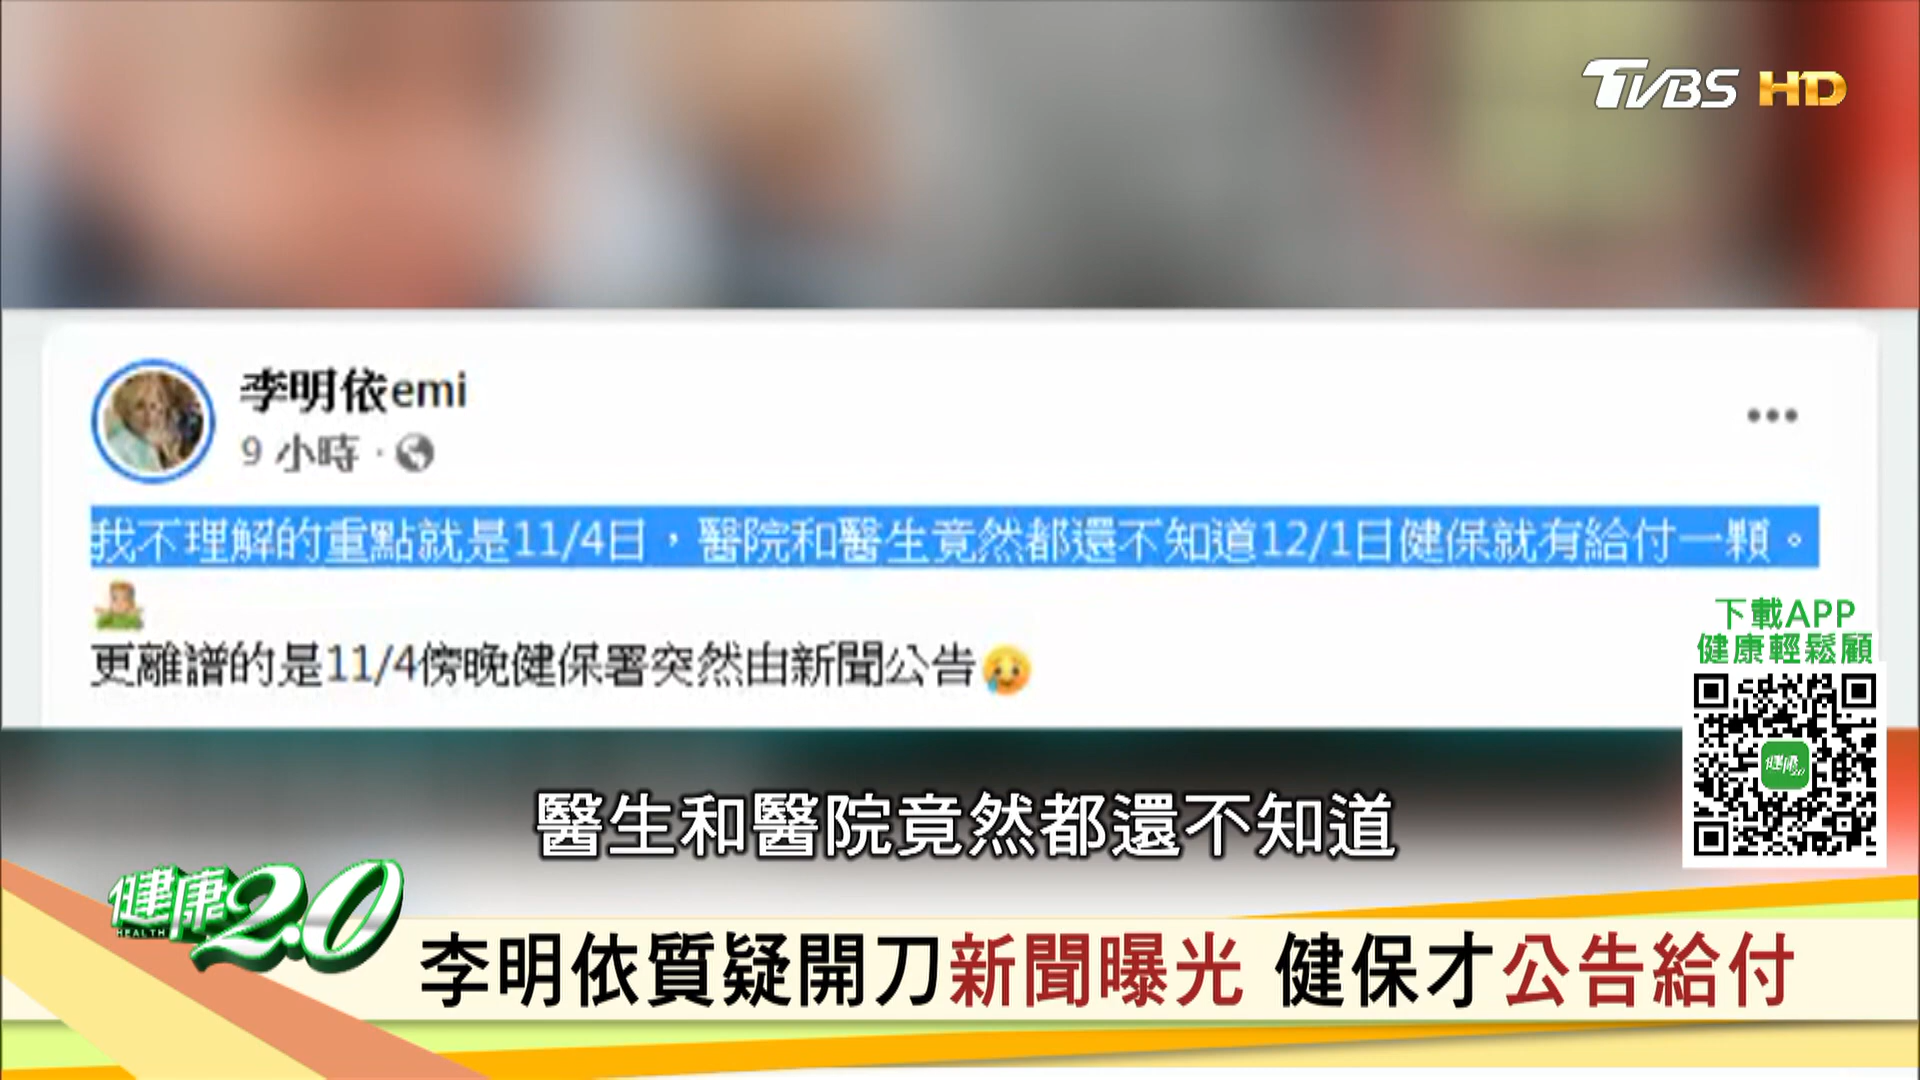 TVBS HD
李明依emi
9 小時 ·
我不理解的重點就是11/4日，醫院和醫生竟然都還不知道12/1日健保就有給付一顆。
更離譜的是11/4傍晚健保署突然由新聞公告
下載APP
健康輕鬆顧
健康2.0
醫生和醫院竟然都還不知道
健康2.0
HEALTH
李明依質疑開刀新聞曝光 健保才公告給付